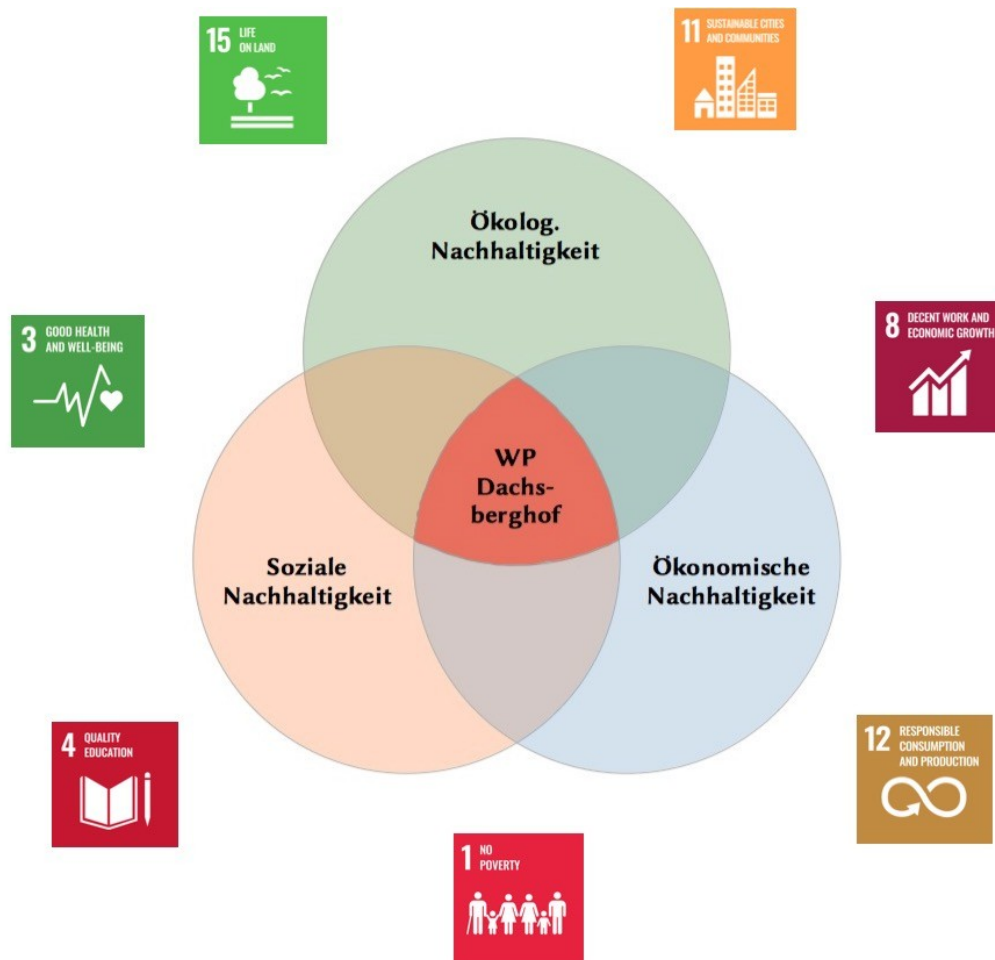 15 LIFE
ON LAND
11 SUSTAINABLE CITIES
AND COMMUNITIES
Ökolog.
Nachhaltigkeit
3 GOOD HEALTH
AND WELL-BEING
8 DECENT WORK AND
ECONOMIC GROWTH
WP
Dachs-
berghof
Soziale
Nachhaltigkeit
Ökonomische
Nachhaltigkeit
4 QUALITY
EDUCATION
12 RESPONSIBLE
CONSUMPTION
AND PRODUCTION
1 NO
POVERTY